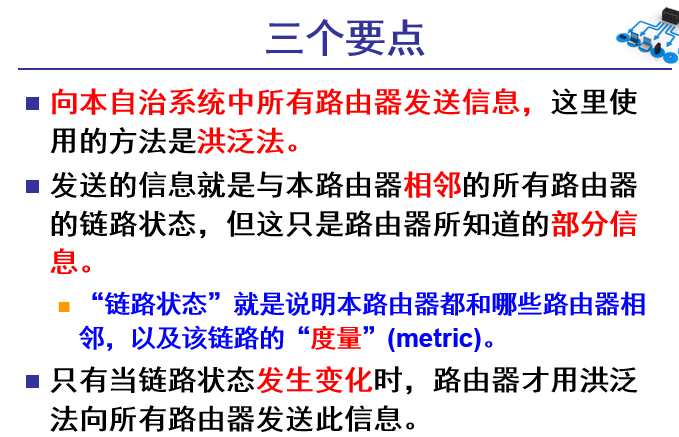 三个要点
向本自治系统中所有路由器发送信息，这里使
用的方法是洪泛法。
发送的信息就是与本路由器相邻的所有路由器
的链路状态，但这只是路由器所知道的部分信
息。
“链路状态”就是说明本路由器都和哪些路由器相
邻，以及该链路的“度量”(metric)。
只有当链路状态发生变化时，路由器才用洪泛
法向所有路由器发送此信息。